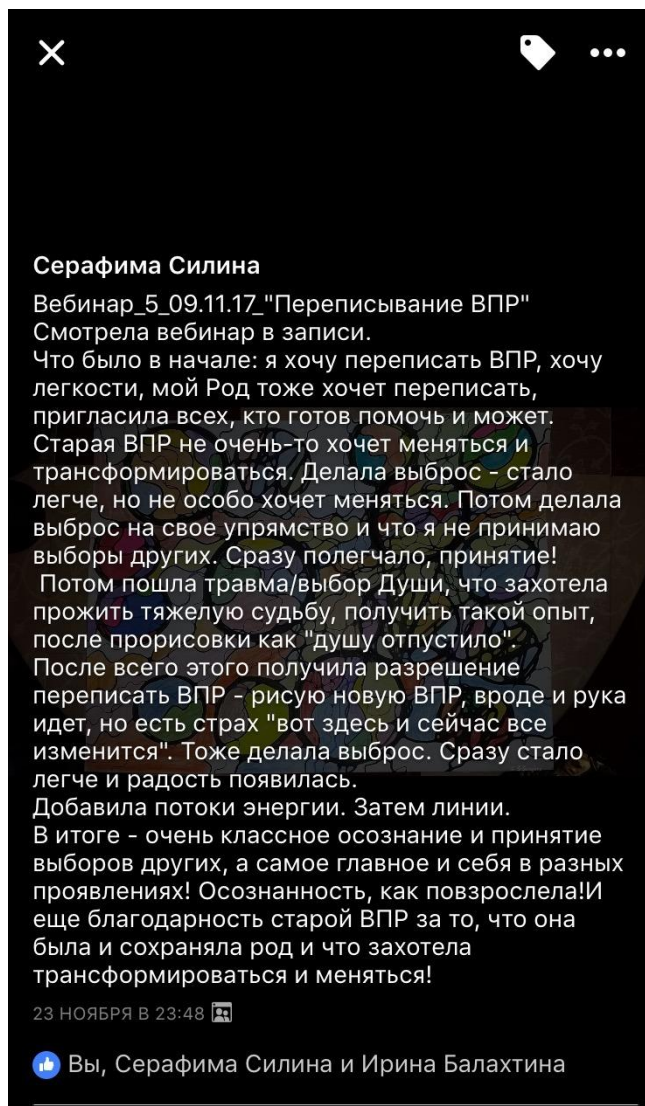 Серафима Силина
Вебинар_5_09.11.17_"Переписывание ВПР"
Смотрела вебинар в записи.
Что было в начале: я хочу переписать ВПР, хочу
легкости, мой Род тоже хочет переписать,
пригласила всех, кто готов помочь и может.
Старая ВПР не очень-то хочет меняться и
трансформироваться. Делала выброс - стало
легче, но не особо хочет меняться. Потом делала
выброс на свое упрямство и что я не принимаю
выборы других. Сразу полегчало, принятие!
Потом пошла травма/выбор Души, что захотела
прожить тяжелую судьбу, получить такой опыт,
после прорисовки как "душу отпустило".
После всего этого получила разрешение
переписать ВПР - рисую новую ВПР, вроде и рука
идет, но есть страх "вот здесь и сейчас все
изменится". Тоже делала выброс. Сразу стало
легче и радость появилась.
Добавила потоки энергии. Затем линии.
В итоге - очень классное осознание и принятие
выборов других, а самое главное и себя в разных
проявлениях! Осознанность, как повзрослела!И
еще благодарность старой ВПР за то, что она
была и сохраняла род и что захотела
трансформироваться и меняться!
23 НОЯБРЯ В 23:48
Вы, Серафима Силина и Ирина Балахтина